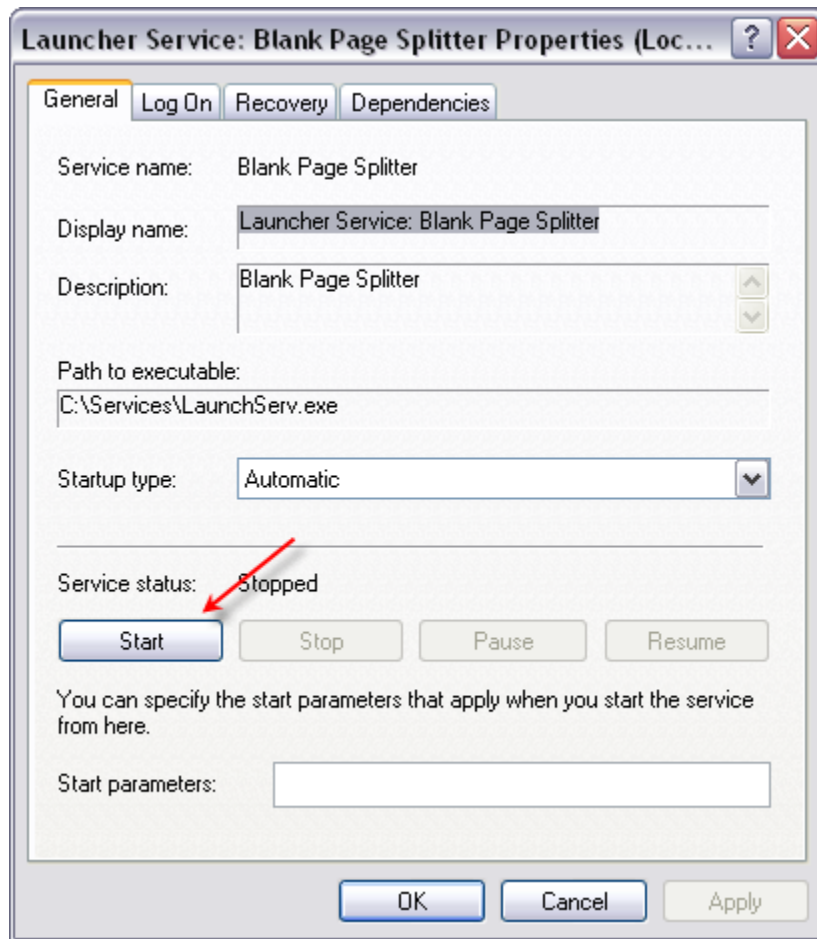 Launcher Service: Blank Page Splitter Properties (Loc...
General Log On Recovery Dependencies
Service name: Blank Page Splitter
Display name: Launcher Service: Blank Page Splitter
Description: Blank Page Splitter
Path to executable:
C:\Services\LaunchServ.exe
Startup type: Automatic
Service status: Stopped
Start Stop Pause Resume
You can specify the start parameters that apply when you start the service
from here.
Start parameters:
OK Cancel Apply